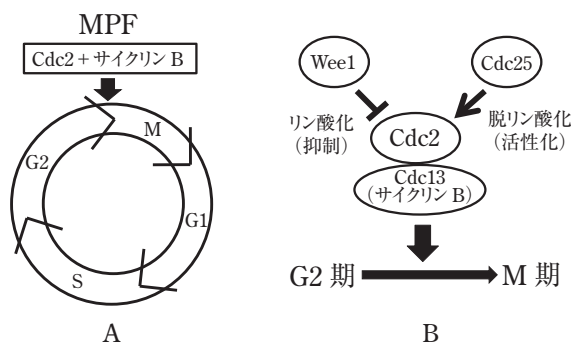 MPF
Cdc2 + サイクリン B
M
G2
G1
S
A
Wee1
Cdc25
リン酸化
(抑制)
脱リン酸化
(活性化)
Cdc2
Cdc13
(サイクリン B)
G2 期
M 期
B